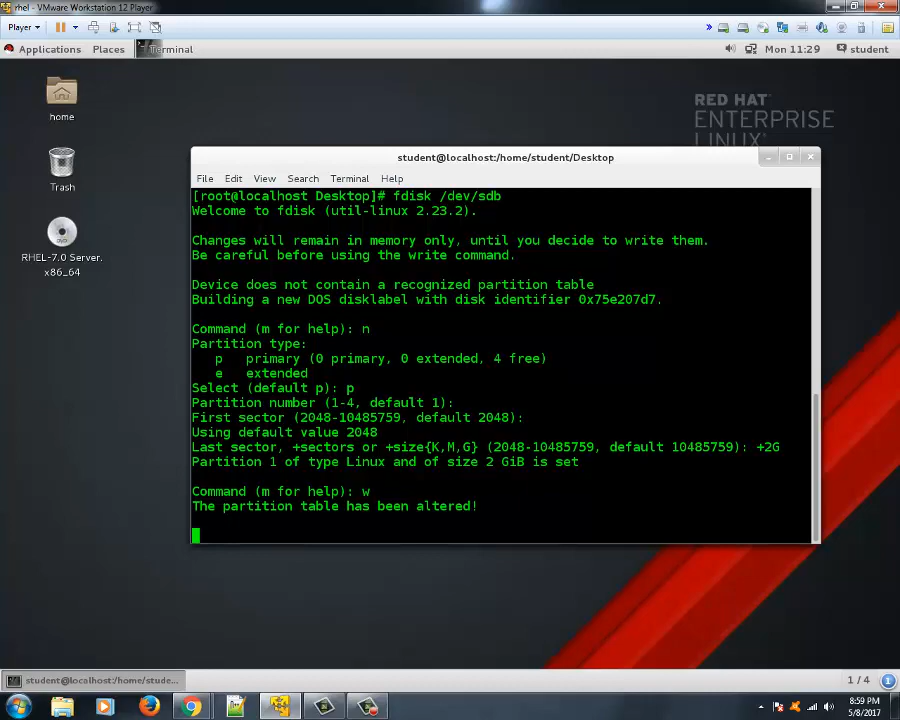 rhel - VMware Workstation 12 Player
Player
Applications Places Terminal
Mon 11:29 student
home
Trash
RHEL-7.0 Server.
x86_64
RED HAT
ENTERPRISE
LINUX
student@localhost:/home/student/Desktop
File Edit View Search Terminal Help
[root@localhost Desktop]# fdisk /dev/sdb
Welcome to fdisk (util-linux 2.23.2).
Changes will remain in memory only, until you decide to write them.
Be careful before using the write command.
Device does not contain a recognized partition table
Building a new DOS disklabel with disk identifier 0x75e207d7.
Command (m for help): n
Partition type:
p primary (0 primary, 0 extended, 4 free)
e extended
Select (default p): p
Partition number (1-4, default 1):
First sector (2048-10485759, default 2048):
Using default value 2048
Last sector, +sectors or +size{K,M,G} (2048-10485759, default 10485759): +2G
Partition 1 of type Linux and of size 2 GiB is set
Command (m for help): w
The partition table has been altered!
student@localhost:/home/stude...
1 / 4 1
8:59 PM
5/8/2017